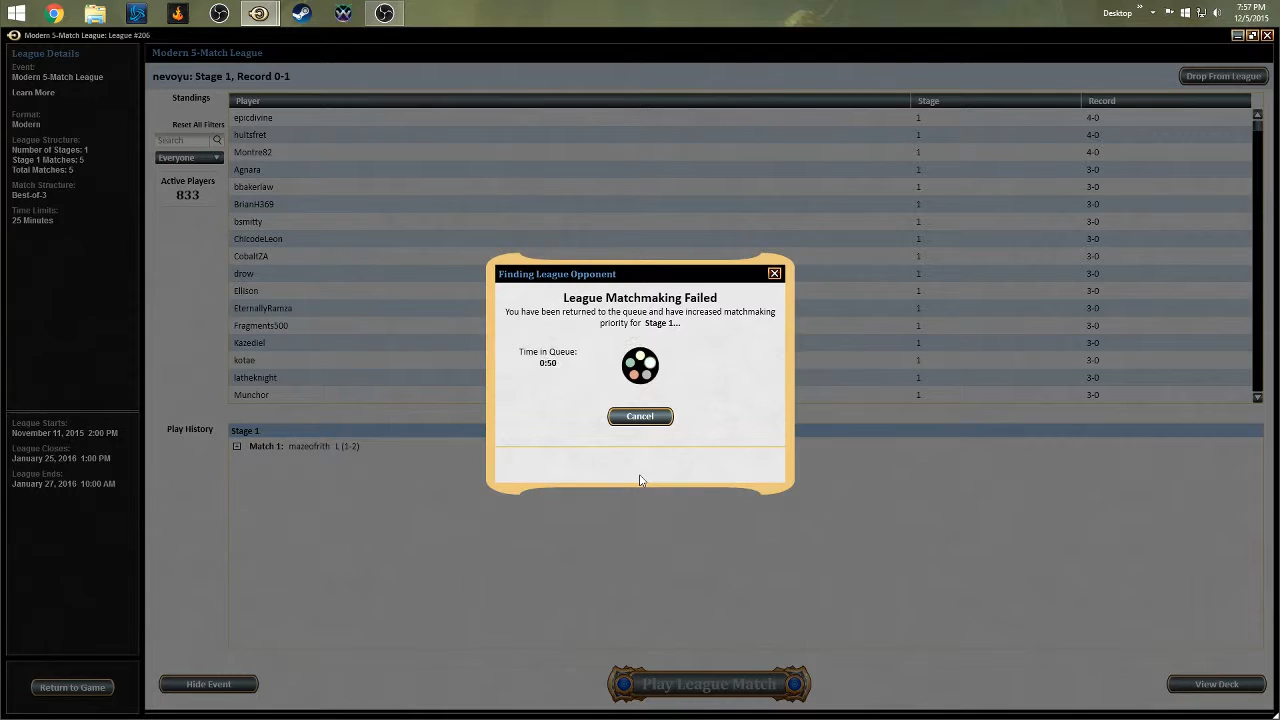 7:57 PM
Desktop
12/5/2015
Modern 5-Match League: League #206
League Details
Event:
Modern 5-Match League
Learn More
Format:
Modern
League Structure:
Number of Stages: 1
Stage 1 Matches: 5
Total Matches: 5
Match Structure:
Best-of-3
Time Limits:
25 Minutes
League Starts:
November 11, 2015 2:00 PM
League Closes:
January 25, 2016 1:00 PM
League Ends:
January 27, 2016 10:00 AM
Return to Game
Modern 5-Match League
nevoyu: Stage 1, Record 0-1
Drop From League
Standings
Reset All Filters
Search
Everyone
Active Players
833
Player Stage Record
epicdivine 1 4-0
hultsfret 1 4-0
Montre82 1 4-0
Agnara 1 3-0
bbakerlaw 1 3-0
BrianH369 1 3-0
bsmitty 1 3-0
ChicodeLeon 1 3-0
CobaltZA 1 3-0
drow 1 3-0
Ellison 1 3-0
EternallyRamza 1 3-0
Fragments500 1 3-0
Kazediel 1 3-0
kotae 1 3-0
latheknight 1 3-0
Munchor 1 3-0
Finding League Opponent
League Matchmaking Failed
You have been returned to the queue and have increased matchmaking
priority for Stage 1...
Time in Queue:
0:50
Cancel
Play History
Stage 1
Match 1: mazeofrith L (1-2)
Hide Event
Play League Match
View Deck